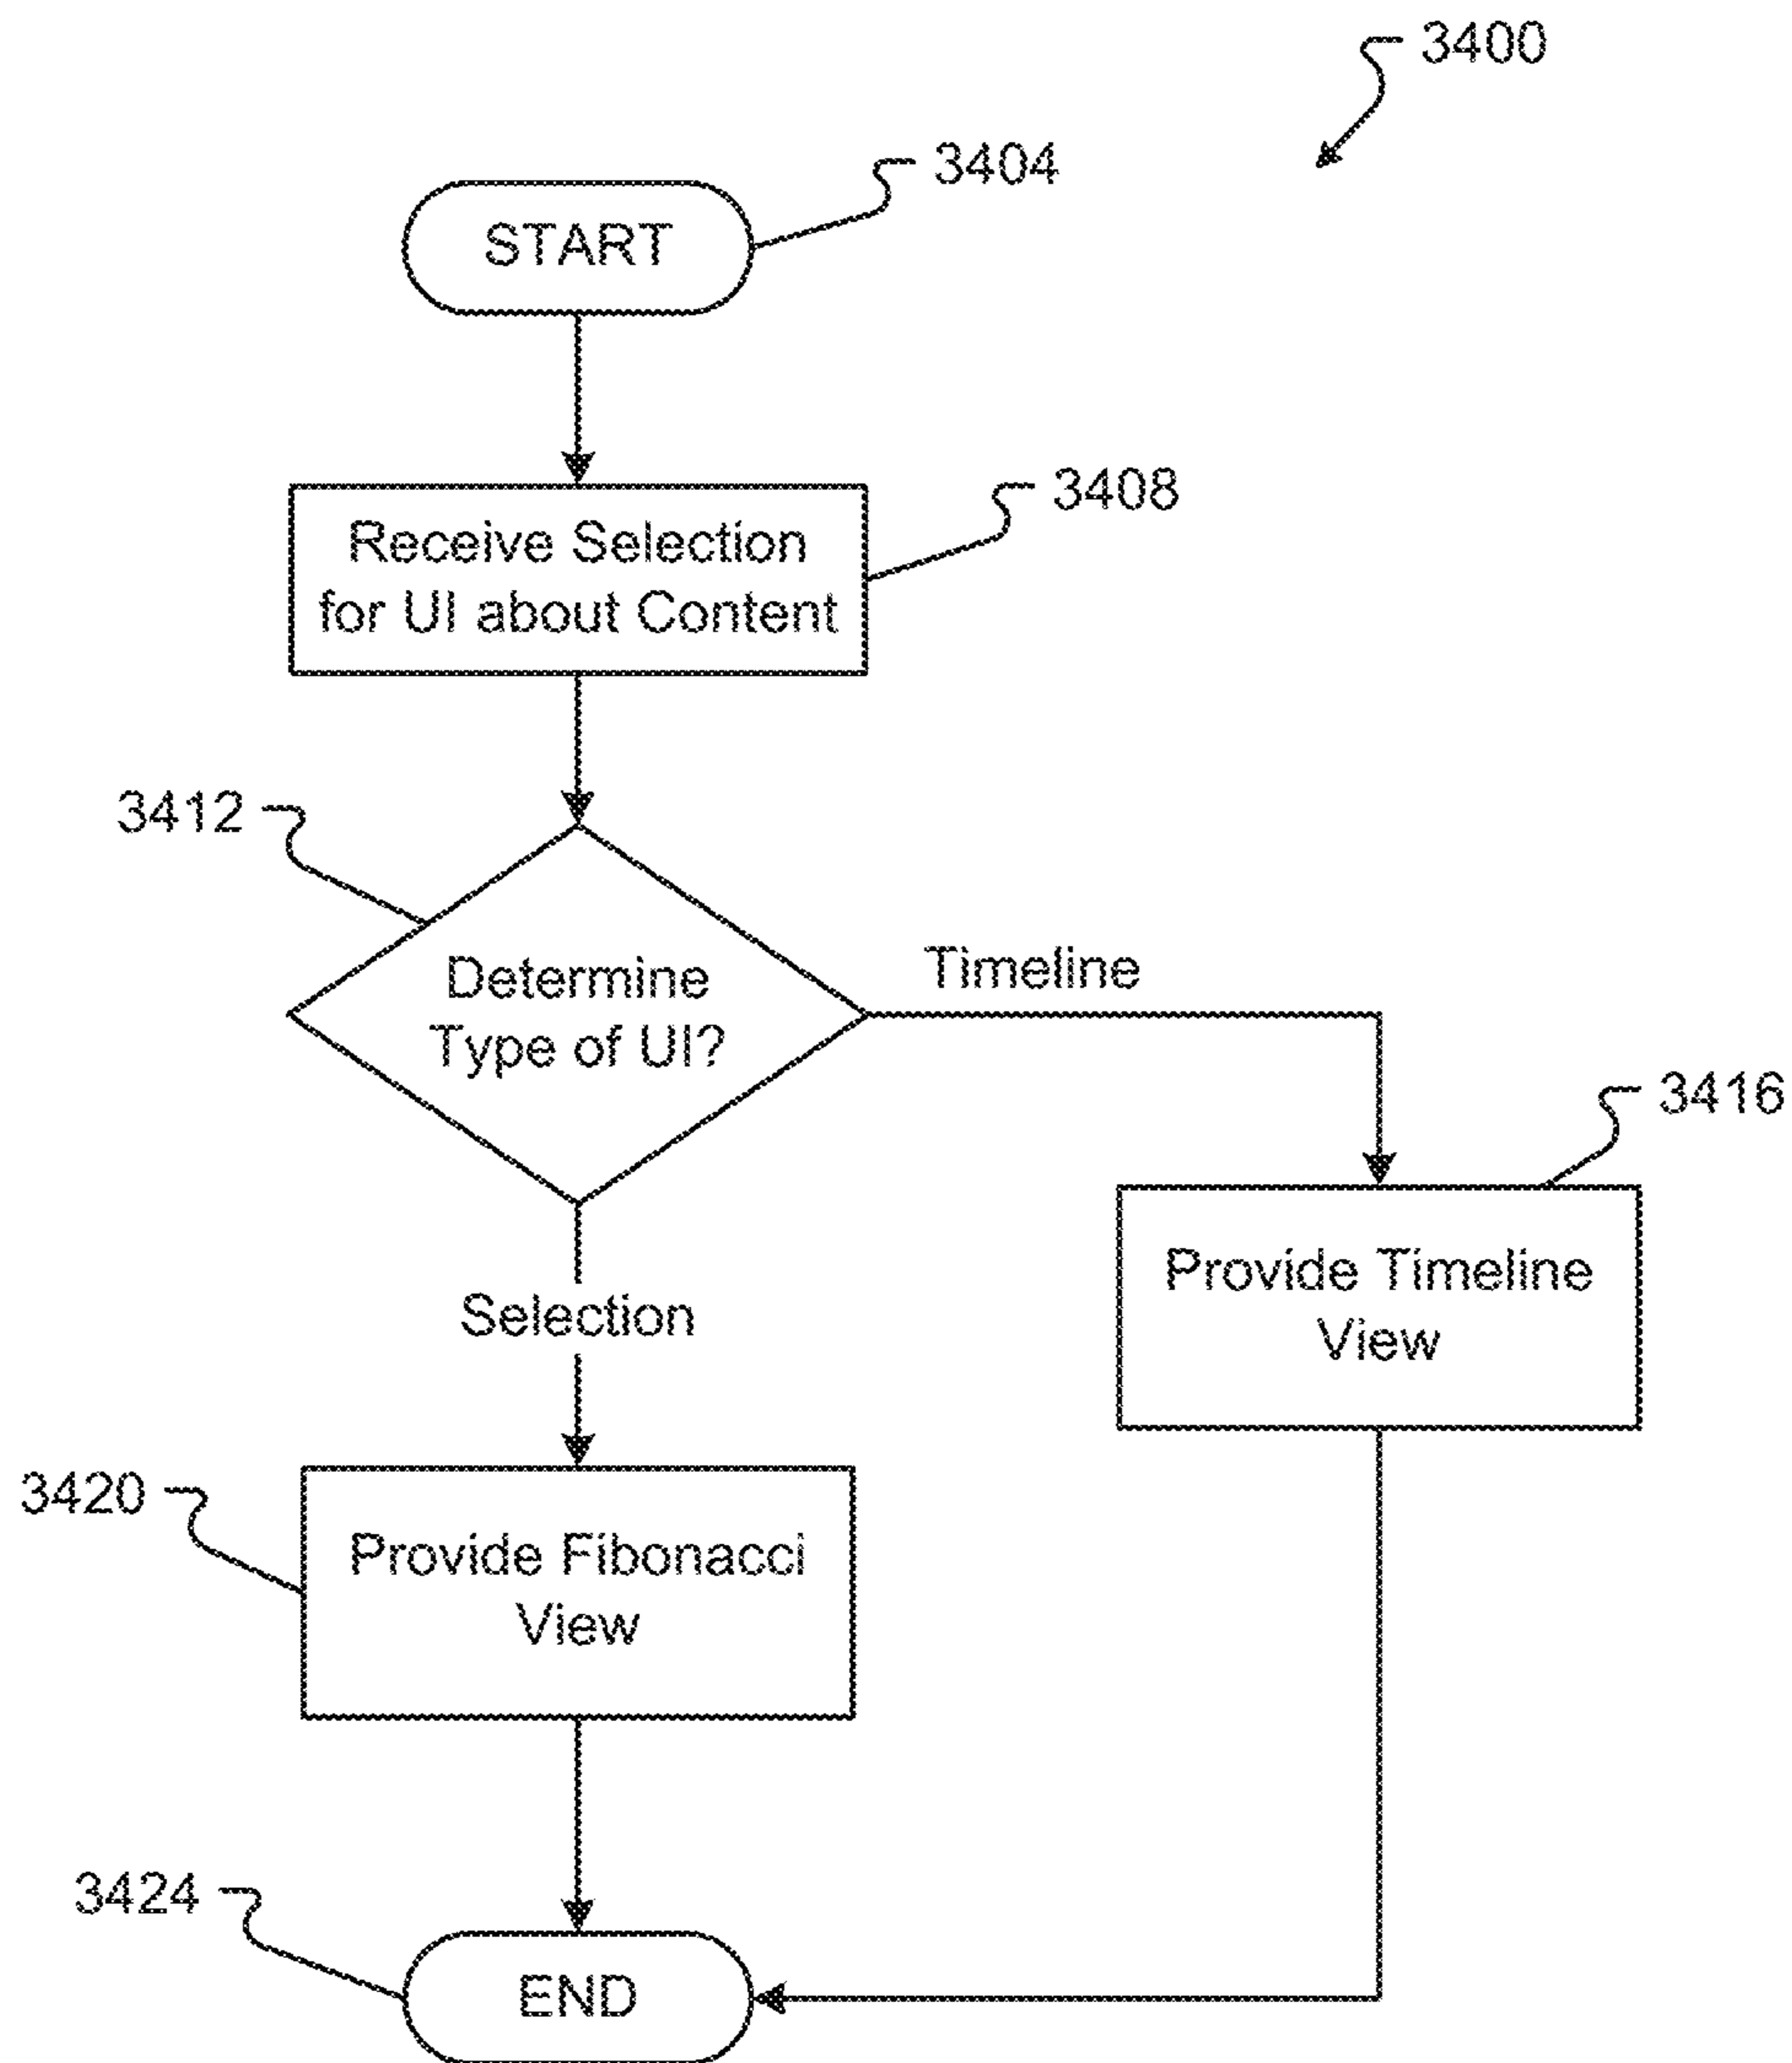 3400
3404
START
3408
Receive Selection
for UI about Content
3412
Determine
Type of UI?
Timeline
3416
Provide Timeline
View
Selection
3420
Provide Fibonacci
View
3424
END